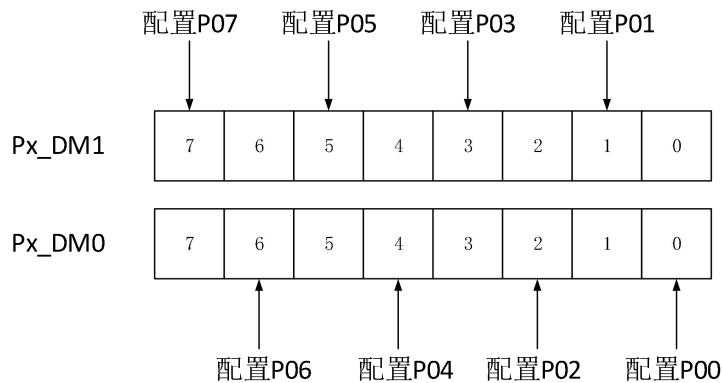 配置P07 配置P05 配置P03 配置P01
Px_DM1 7 6 5 4 3 2 1 0
Px_DM0 7 6 5 4 3 2 1 0
配置P06 配置P04 配置P02 配置P00